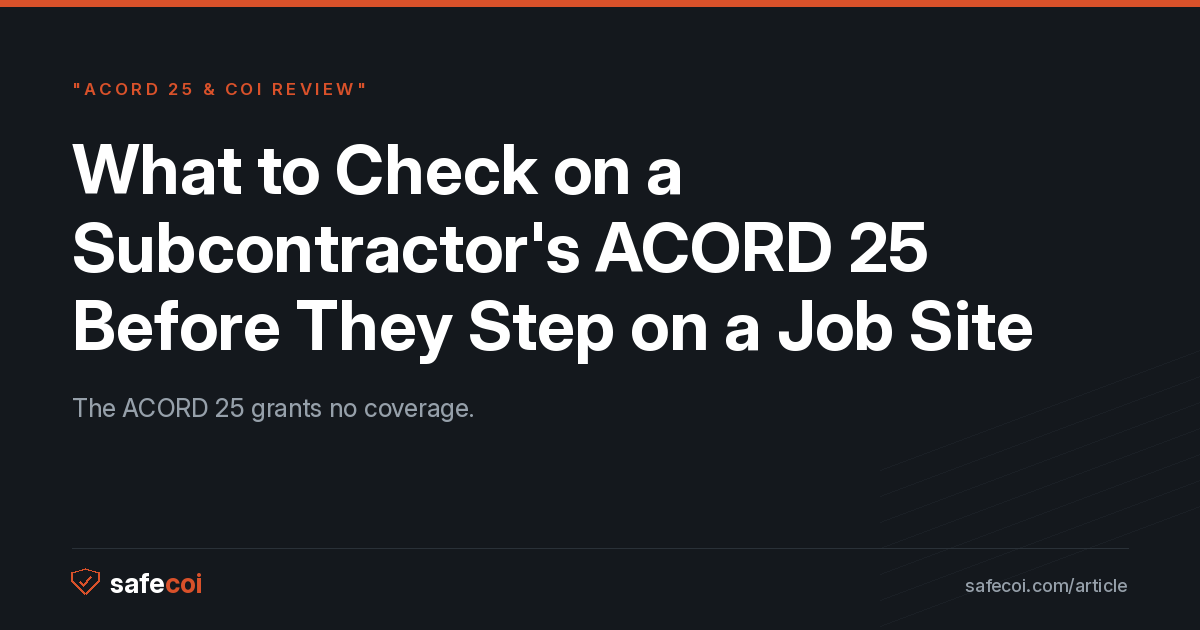 "ACORD 25 & COI REVIEW"
What to Check on a
Subcontractor's ACORD 25
Before They Step on a Job Site
The ACORD 25 grants no coverage.
safecoi
safecoi.com/article